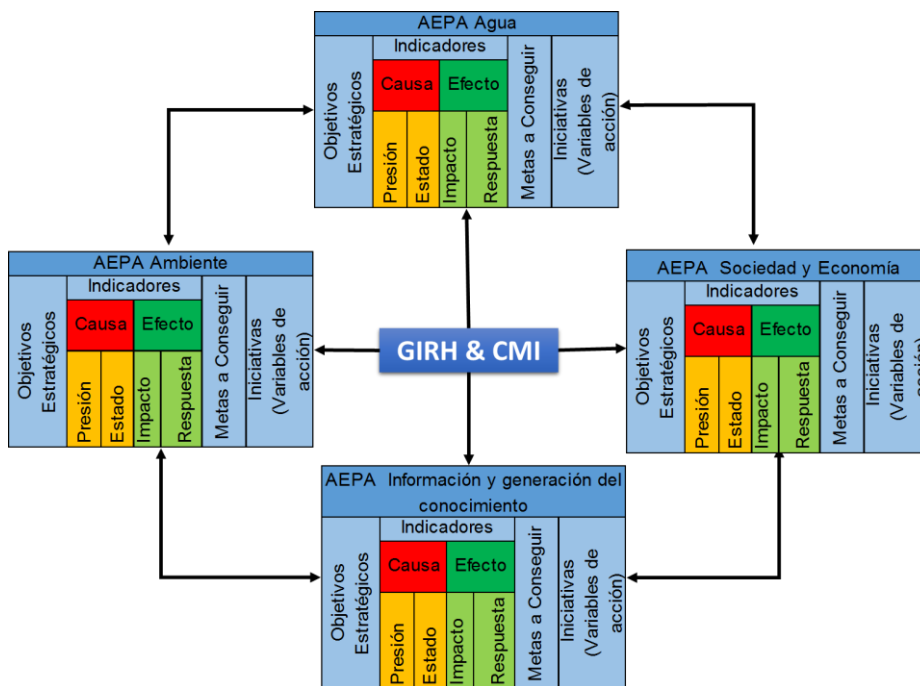 AEPA Agua
Indicadores
Causa
Efecto
Objetivos
Estratégicos
Presión
Estado
Impacto
Respuesta
Metas a Conseguir
Iniciativas
(Variables de
acción)
AEPA Ambiente
Indicadores
Causa
Efecto
Objetivos
Estratégicos
Presión
Estado
Impacto
Respuesta
Metas a Conseguir
Iniciativas
(Variables de
acción)
GIRH & CMI
AEPA Sociedad y Economía
Indicadores
Causa
Efecto
Objetivos
Estratégicos
Presión
Estado
Impacto
Respuesta
Metas a Conseguir
Iniciativas
(Variables de
acción)
AEPA Información y generación del
conocimiento
Indicadores
Causa
Efecto
Objetivos
Estratégicos
Presión
Estado
Impacto
Respuesta
Metas a Conseguir
Iniciativas
(Variables de
acción)